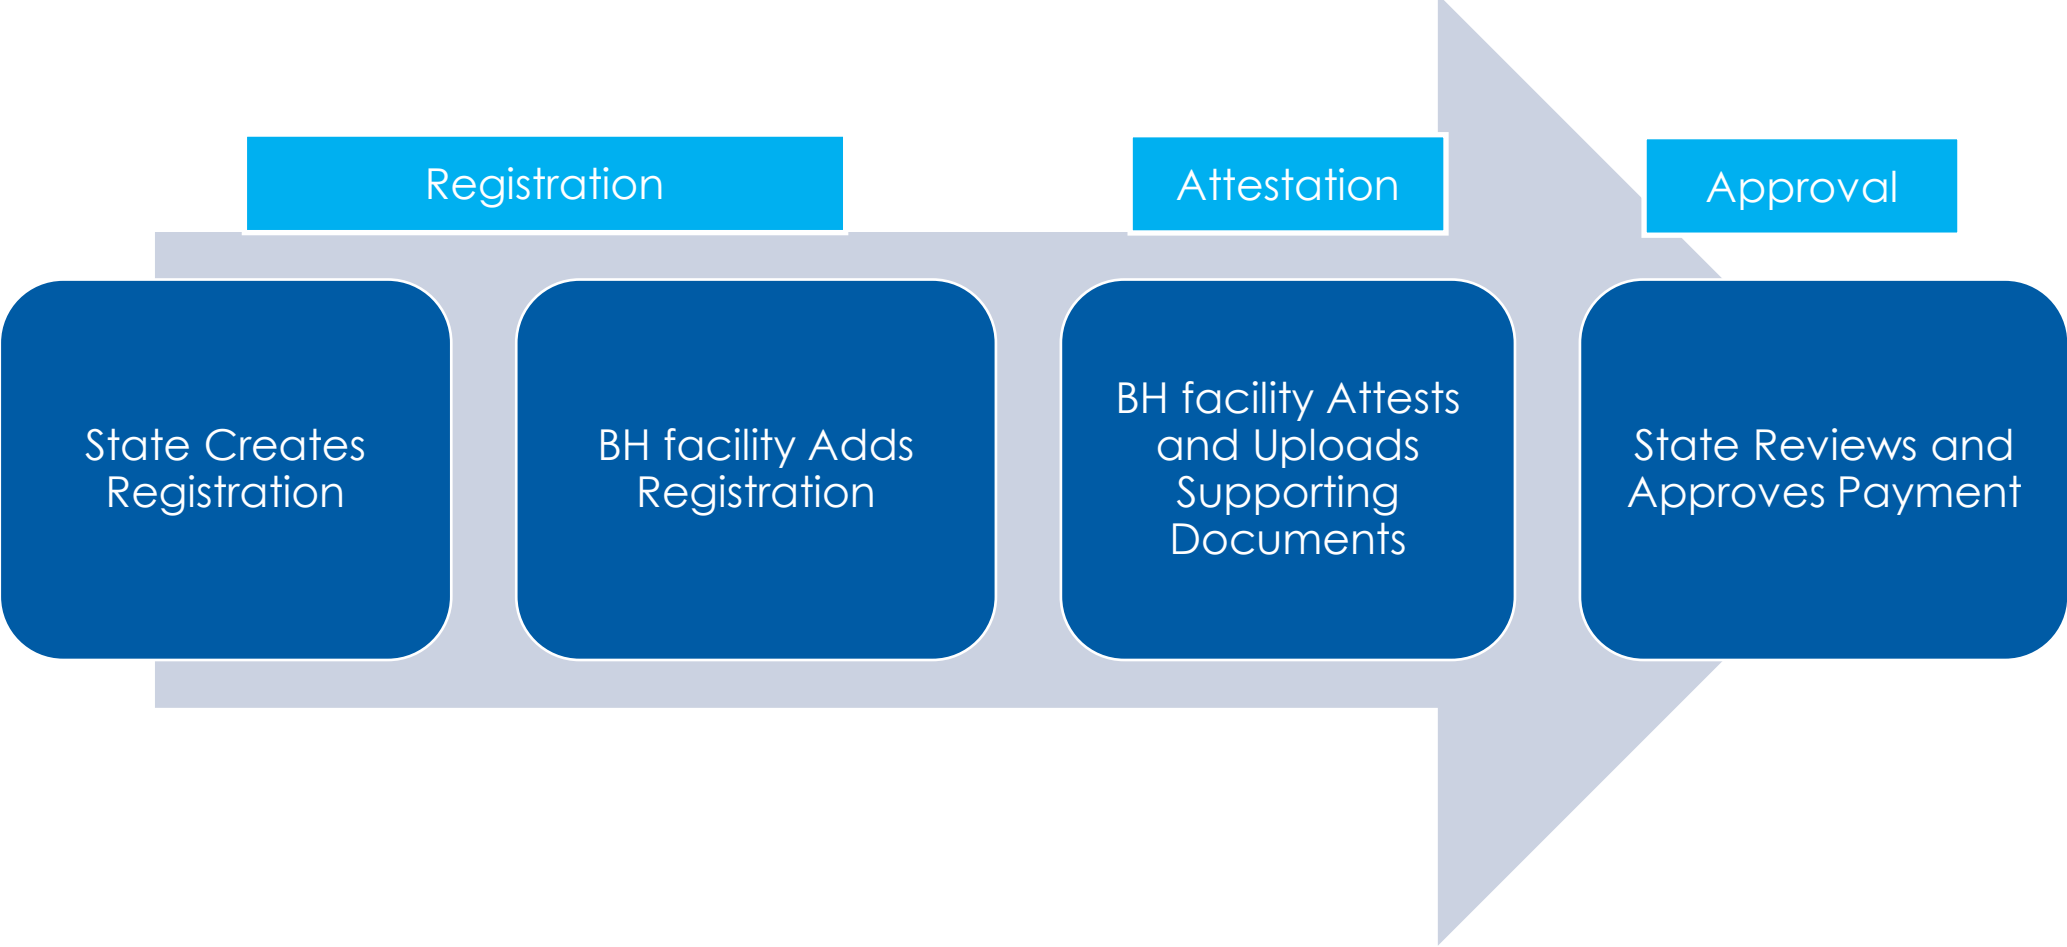 Registration
Attestation
Approval
State Creates
Registration
BH facility Adds
Registration
BH facility Attests
and Uploads
Supporting
Documents
State Reviews and
Approves Payment